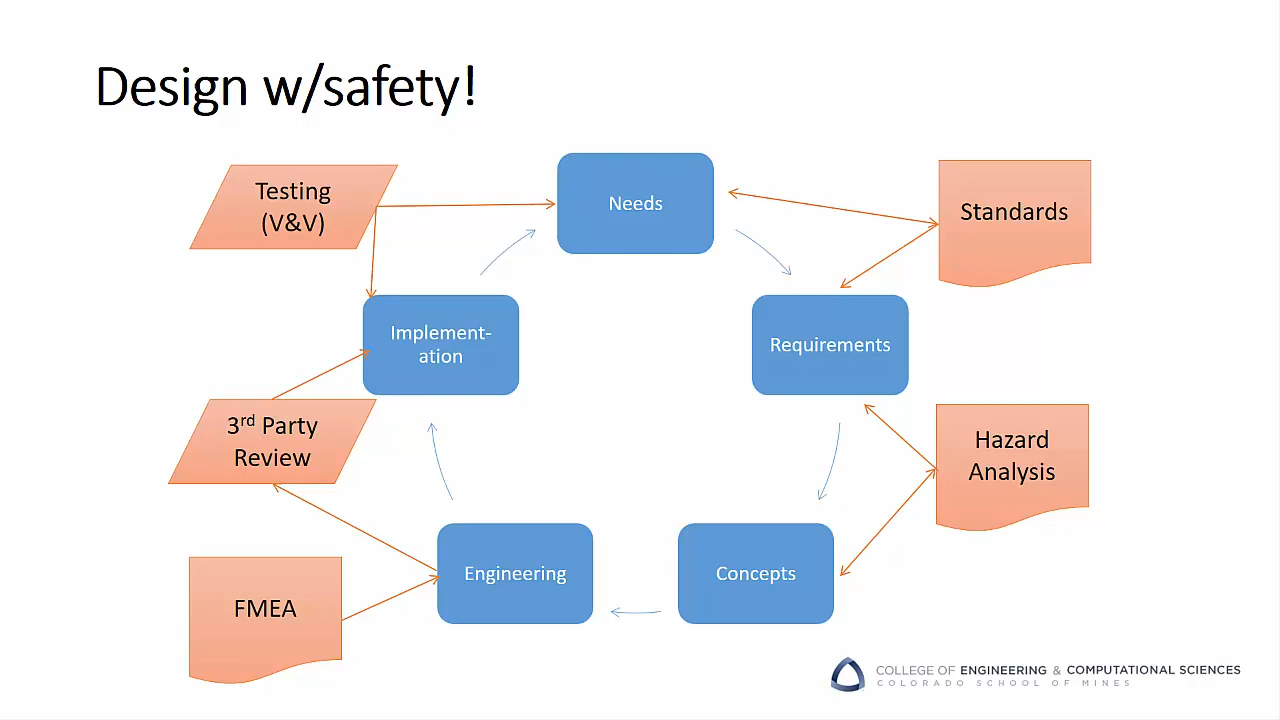 Design w/safety!
Testing
(V&V)
Needs
Standards
Implement-
ation
Requirements
3rd Party
Review
Hazard
Analysis
Engineering
Concepts
FMEA
COLLEGE OF ENGINEERING & COMPUTATIONAL SCIENCES
COLORADO SCHOOL OF MINES